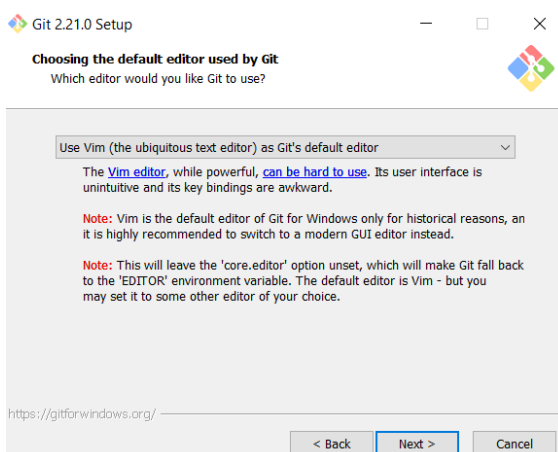 Git 2.21.0 Setup
Choosing the default editor used by Git
Which editor would you like Git to use?
Use Vim (the ubiquitous text editor) as Git's default editor
The Vim editor, while powerful, can be hard to use. Its user interface is
unintuitive and its key bindings are awkward.
Note: Vim is the default editor of Git for Windows only for historical reasons, an
it is highly recommended to switch to a modern GUI editor instead.
Note: This will leave the 'core.editor' option unset, which will make Git fall back
to the 'EDITOR' environment variable. The default editor is Vim - but you
may set it to some other editor of your choice.
https://gitforwindows.org/
< Back Next > Cancel